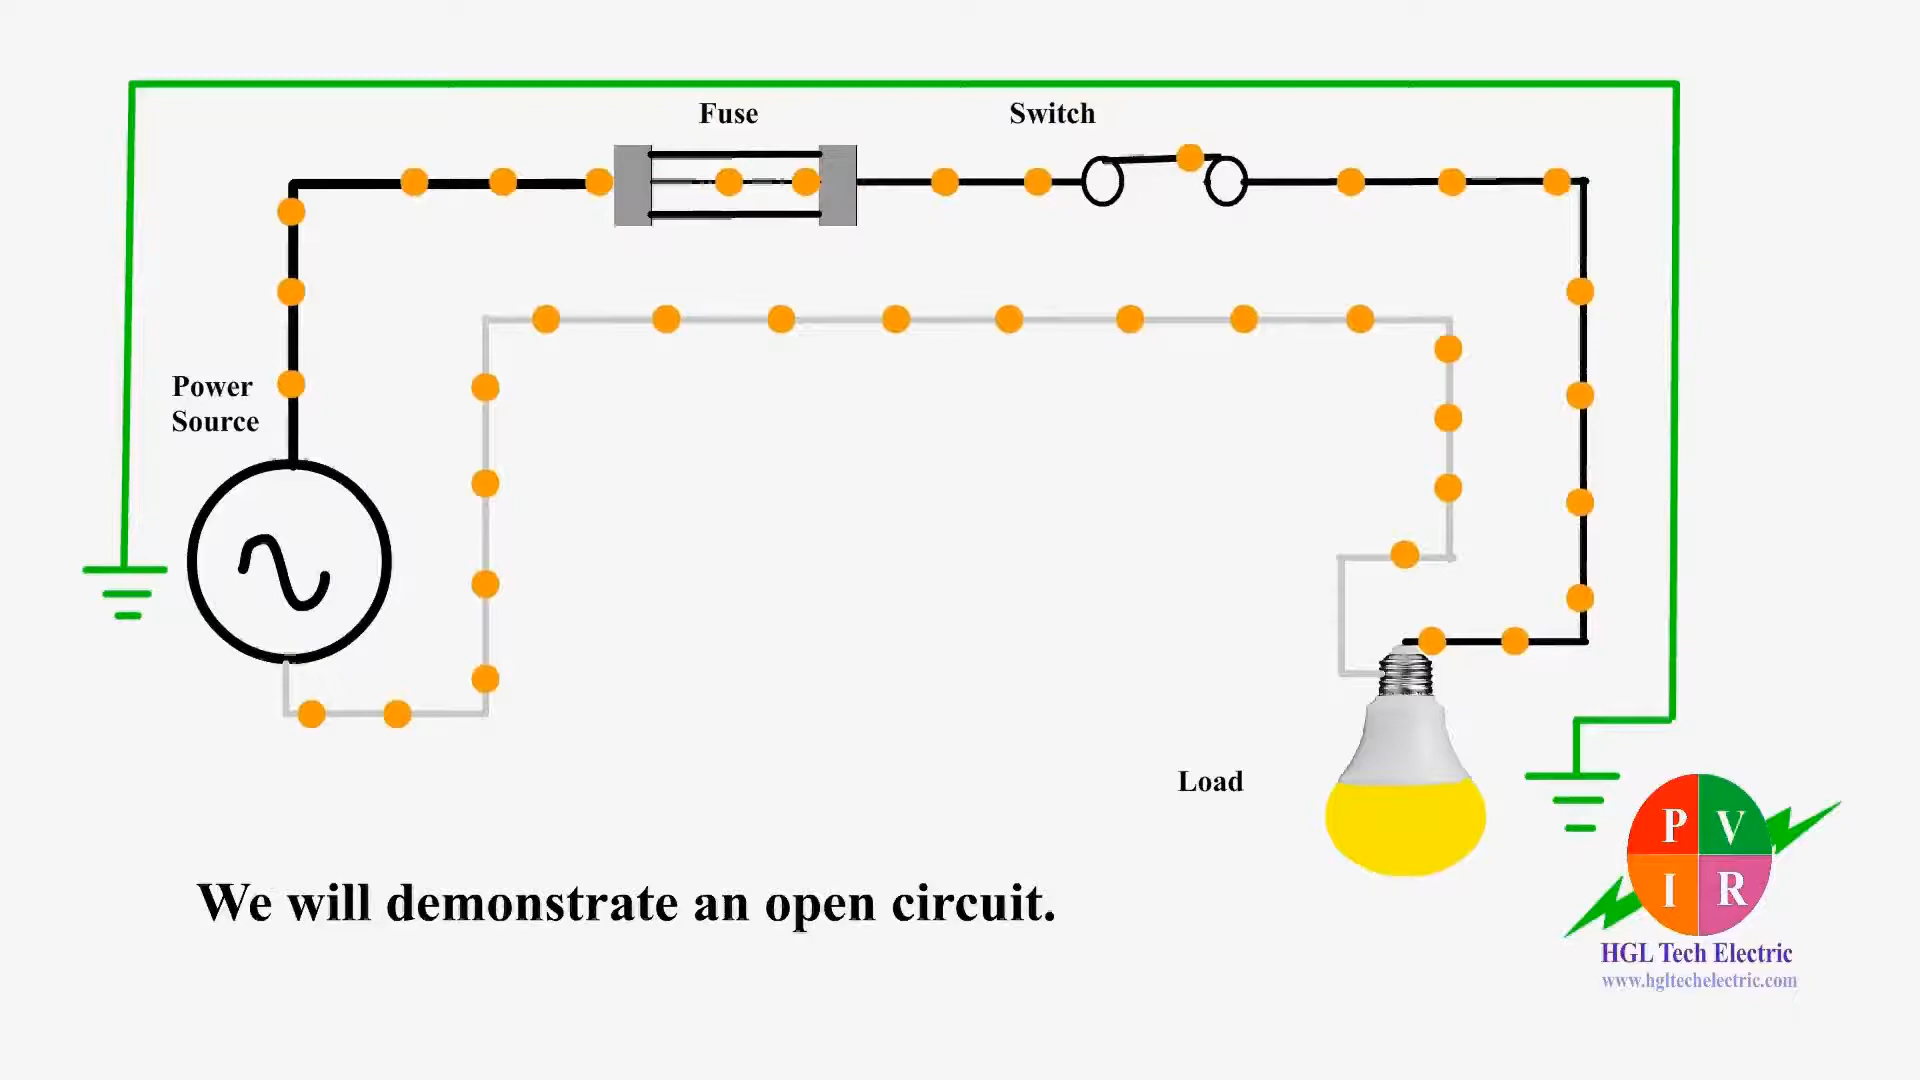 Fuse
Switch
Power
Source
Load
We will demonstrate an open circuit.
P V
I R
HGL Tech Electric
www.hgltechelectric.com